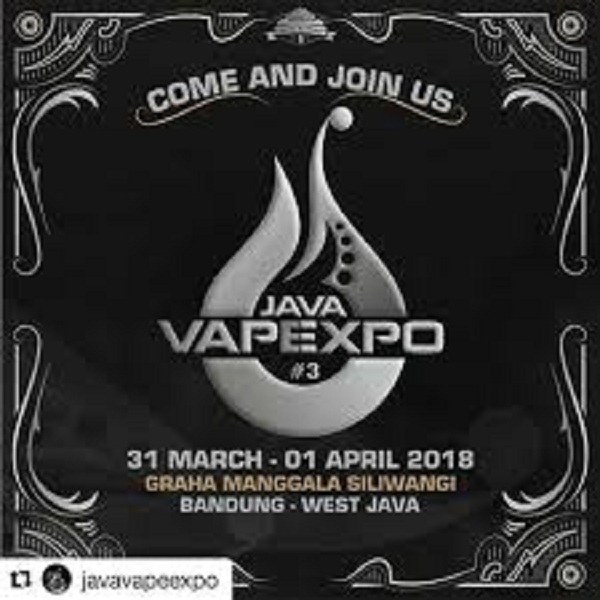 COME AND JOIN US
JAVA
VAPEXPO
#3
31 MARCH - 01 APRIL 2018
GRAHA MANGGALA SILIWANGI
BANDUNG - WEST JAVA
javavapeexpo